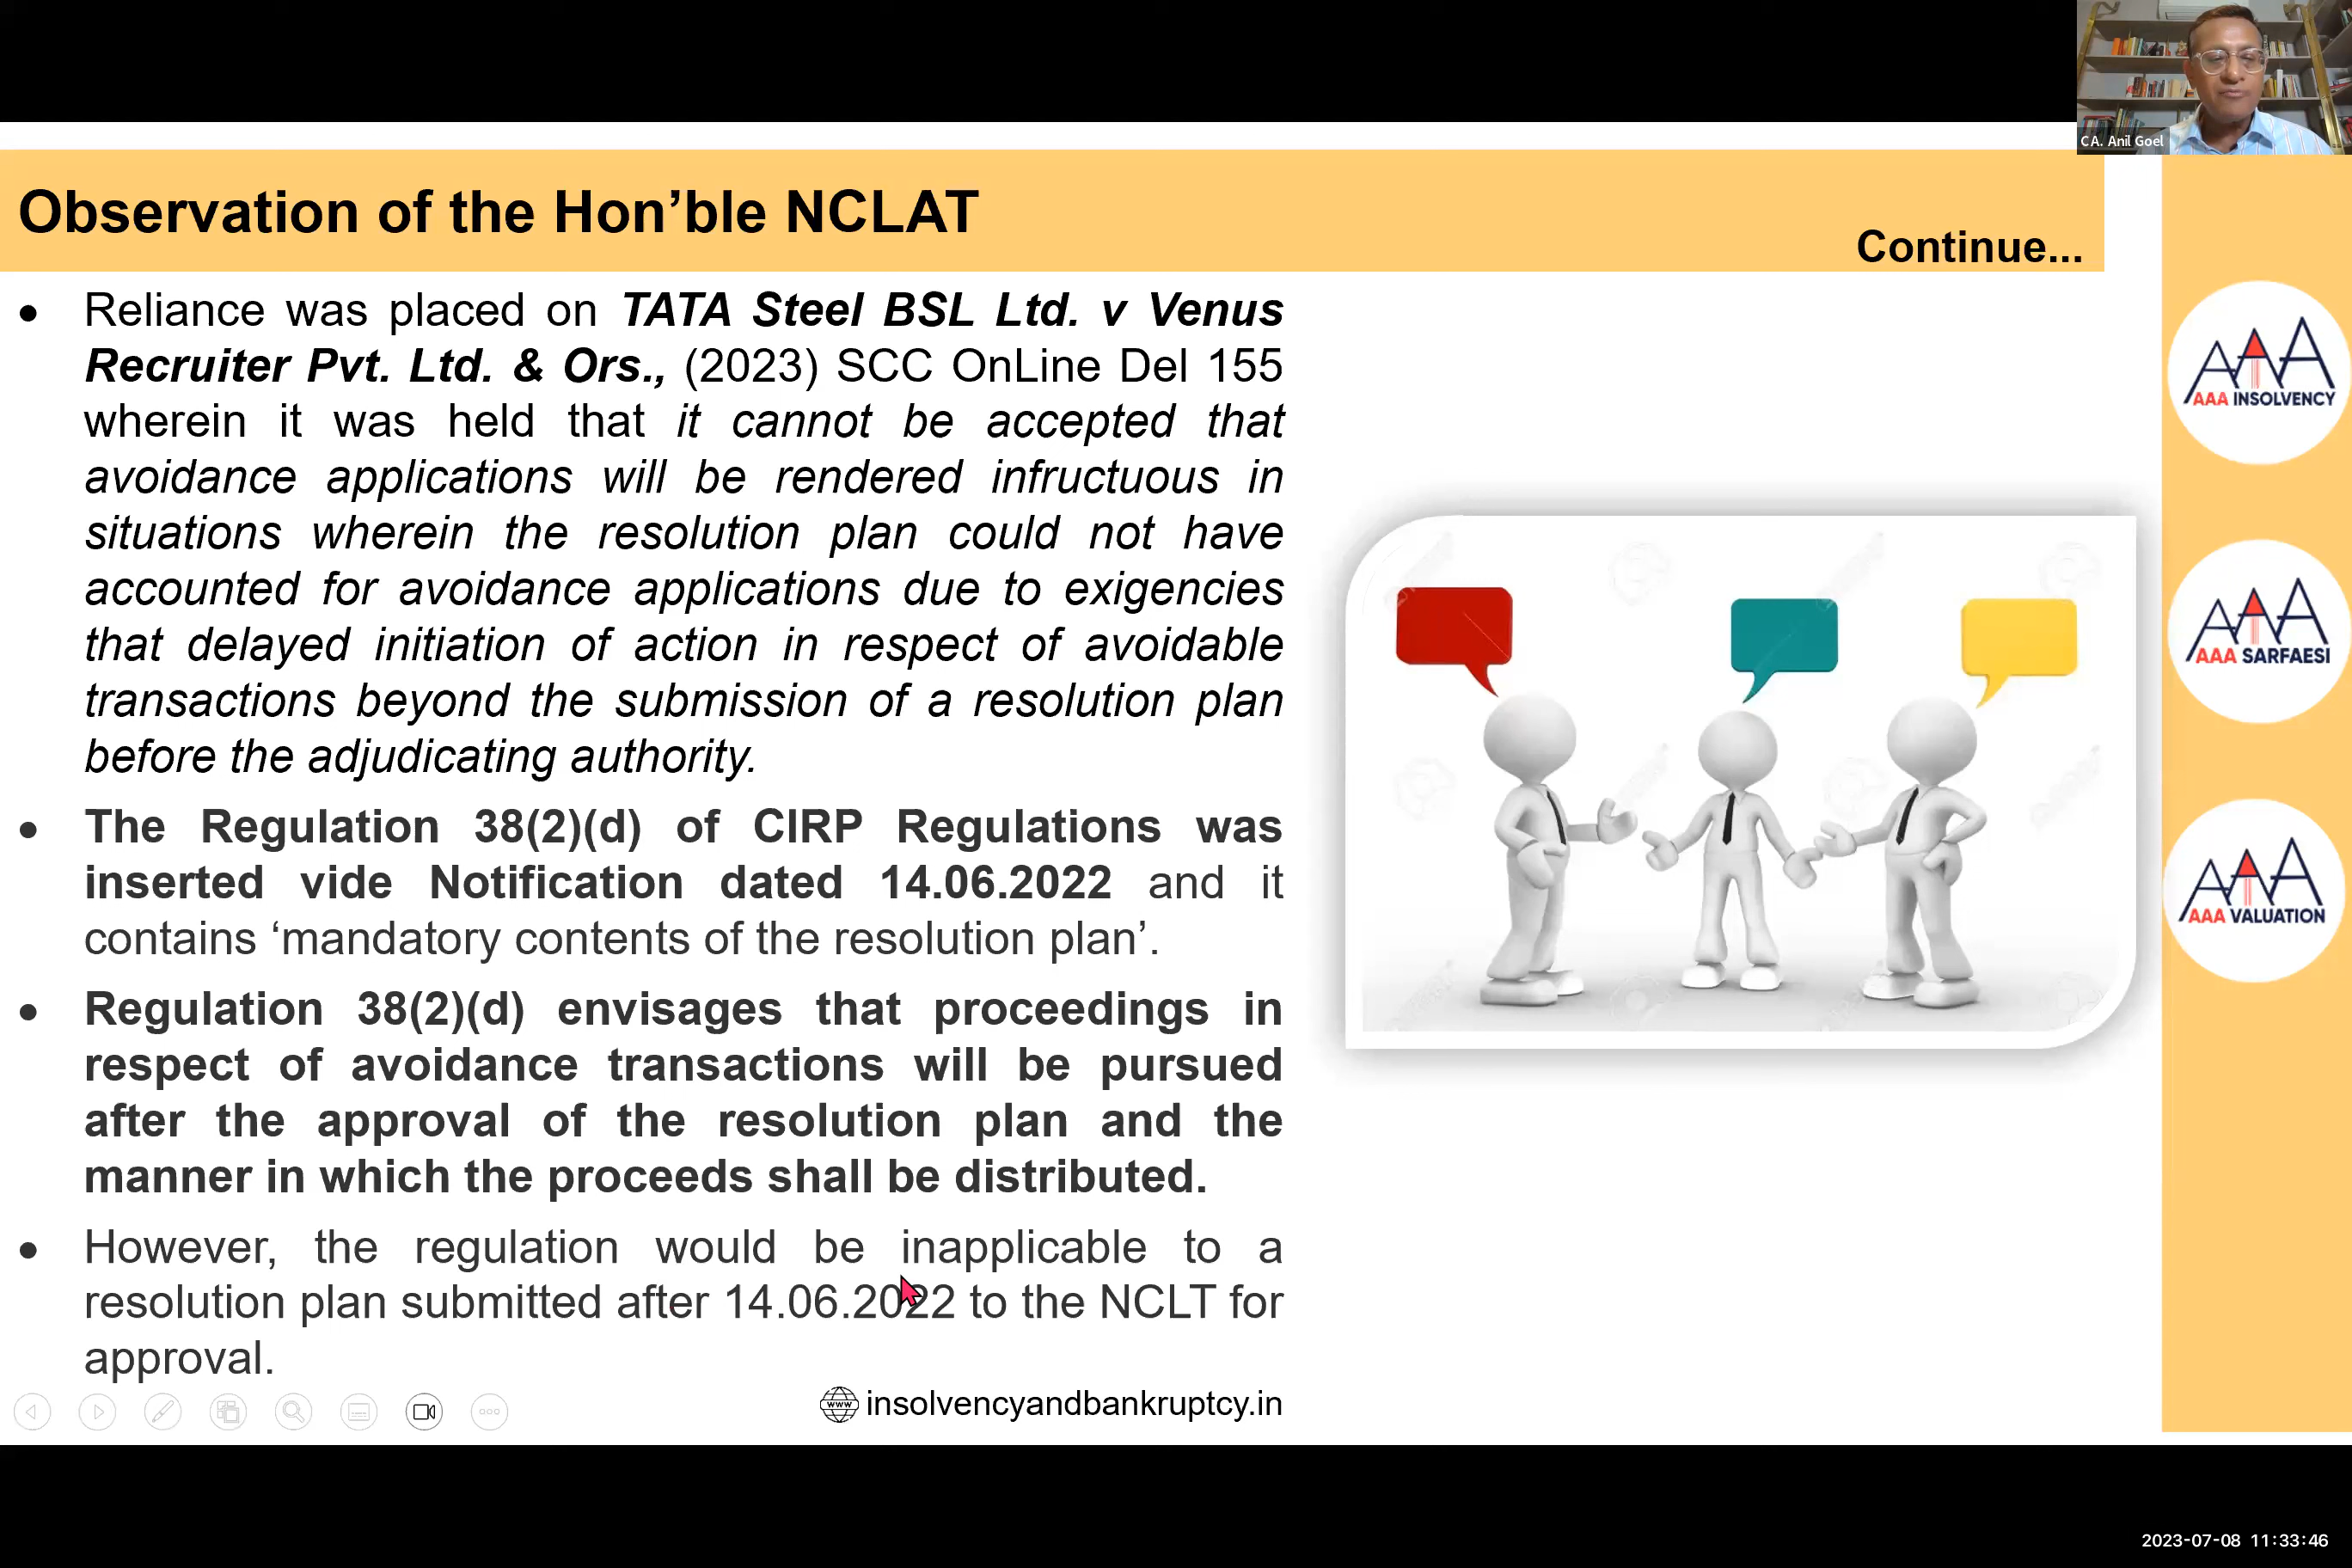 CA. Anil Goel
Observation of the Hon’ble NCLAT
Continue...
● Reliance was placed on TATA Steel BSL Ltd. v Venus
Recruiter Pvt. Ltd. & Ors., (2023) SCC OnLine Del 155
wherein it was held that it cannot be accepted that
avoidance applications will be rendered infructuous in
situations wherein the resolution plan could not have
accounted for avoidance applications due to exigencies
that delayed initiation of action in respect of avoidable
transactions beyond the submission of a resolution plan
before the adjudicating authority.
● The Regulation 38(2)(d) of CIRP Regulations was
inserted vide Notification dated 14.06.2022 and it
contains ‘mandatory contents of the resolution plan’.
● Regulation 38(2)(d) envisages that proceedings in
respect of avoidance transactions will be pursued
after the approval of the resolution plan and the
manner in which the proceeds shall be distributed.
● However, the regulation would be inapplicable to a
resolution plan submitted after 14.06.2022 to the NCLT for
approval.
www insolvencyandbankruptcy.in
AAA
AAA INSOLVENCY
AAA
AAA SARFAESI
AAA
AAA VALUATION
2023-07-08 11:33:46